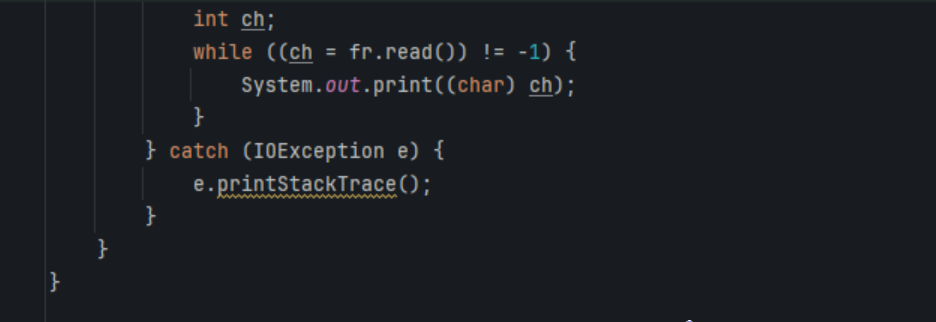 int ch;
while ((ch = fr.read()) != -1) {
System.out.print((char) ch);
}
} catch (IOException e) {
e.printStackTrace();
}
}
}